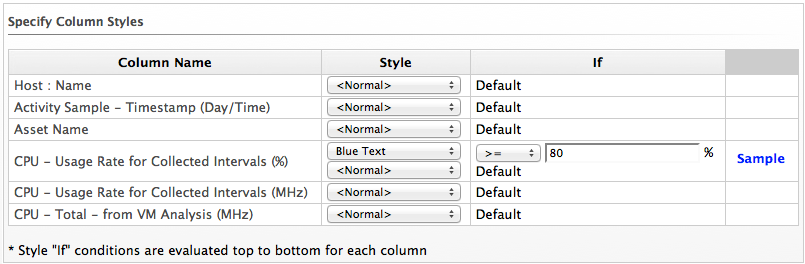 Specify Column Styles
Column Name Style If
Host : Name <Normal> Default
Activity Sample – Timestamp (Day/Time) <Normal> Default
Asset Name <Normal> Default
CPU – Usage Rate for Collected Intervals (%) Blue Text >= 80 % Sample
<Normal> Default
CPU – Usage Rate for Collected Intervals (MHz) <Normal> Default
CPU – Total – from VM Analysis (MHz) <Normal> Default
* Style "If" conditions are evaluated top to bottom for each column